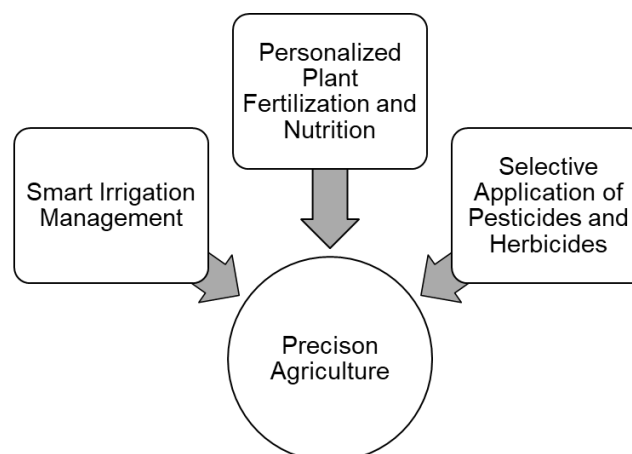 Personalized
Plant
Fertilization and
Nutrition
Smart Irrigation
Management
Selective
Application of
Pesticides and
Herbicides
Precison
Agriculture